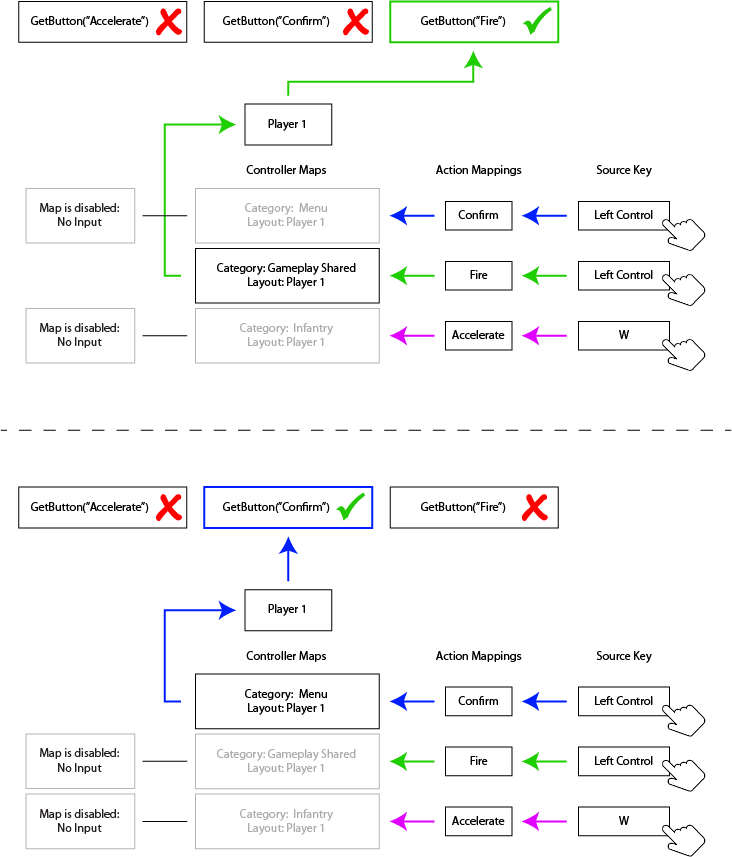 GetButton("Accelerate")
GetButton("Confirm")
GetButton("Fire")
Player 1
Controller Maps
Action Mappings
Source Key
Map is disabled:
No Input
Category:  Menu
Layout: Player 1
Confirm
Left Control
Category: Gameplay Shared
Layout: Player 1
Fire
Left Control
Map is disabled:
No Input
Category:  Infantry
Layout: Player 1
Accelerate
W
GetButton("Accelerate")
GetButton("Confirm")
GetButton("Fire")
Player 1
Controller Maps
Action Mappings
Source Key
Category:  Menu
Layout: Player 1
Confirm
Left Control
Map is disabled:
No Input
Category: Gameplay Shared
Layout: Player 1
Fire
Left Control
Map is disabled:
No Input
Category:  Infantry
Layout: Player 1
Accelerate
W